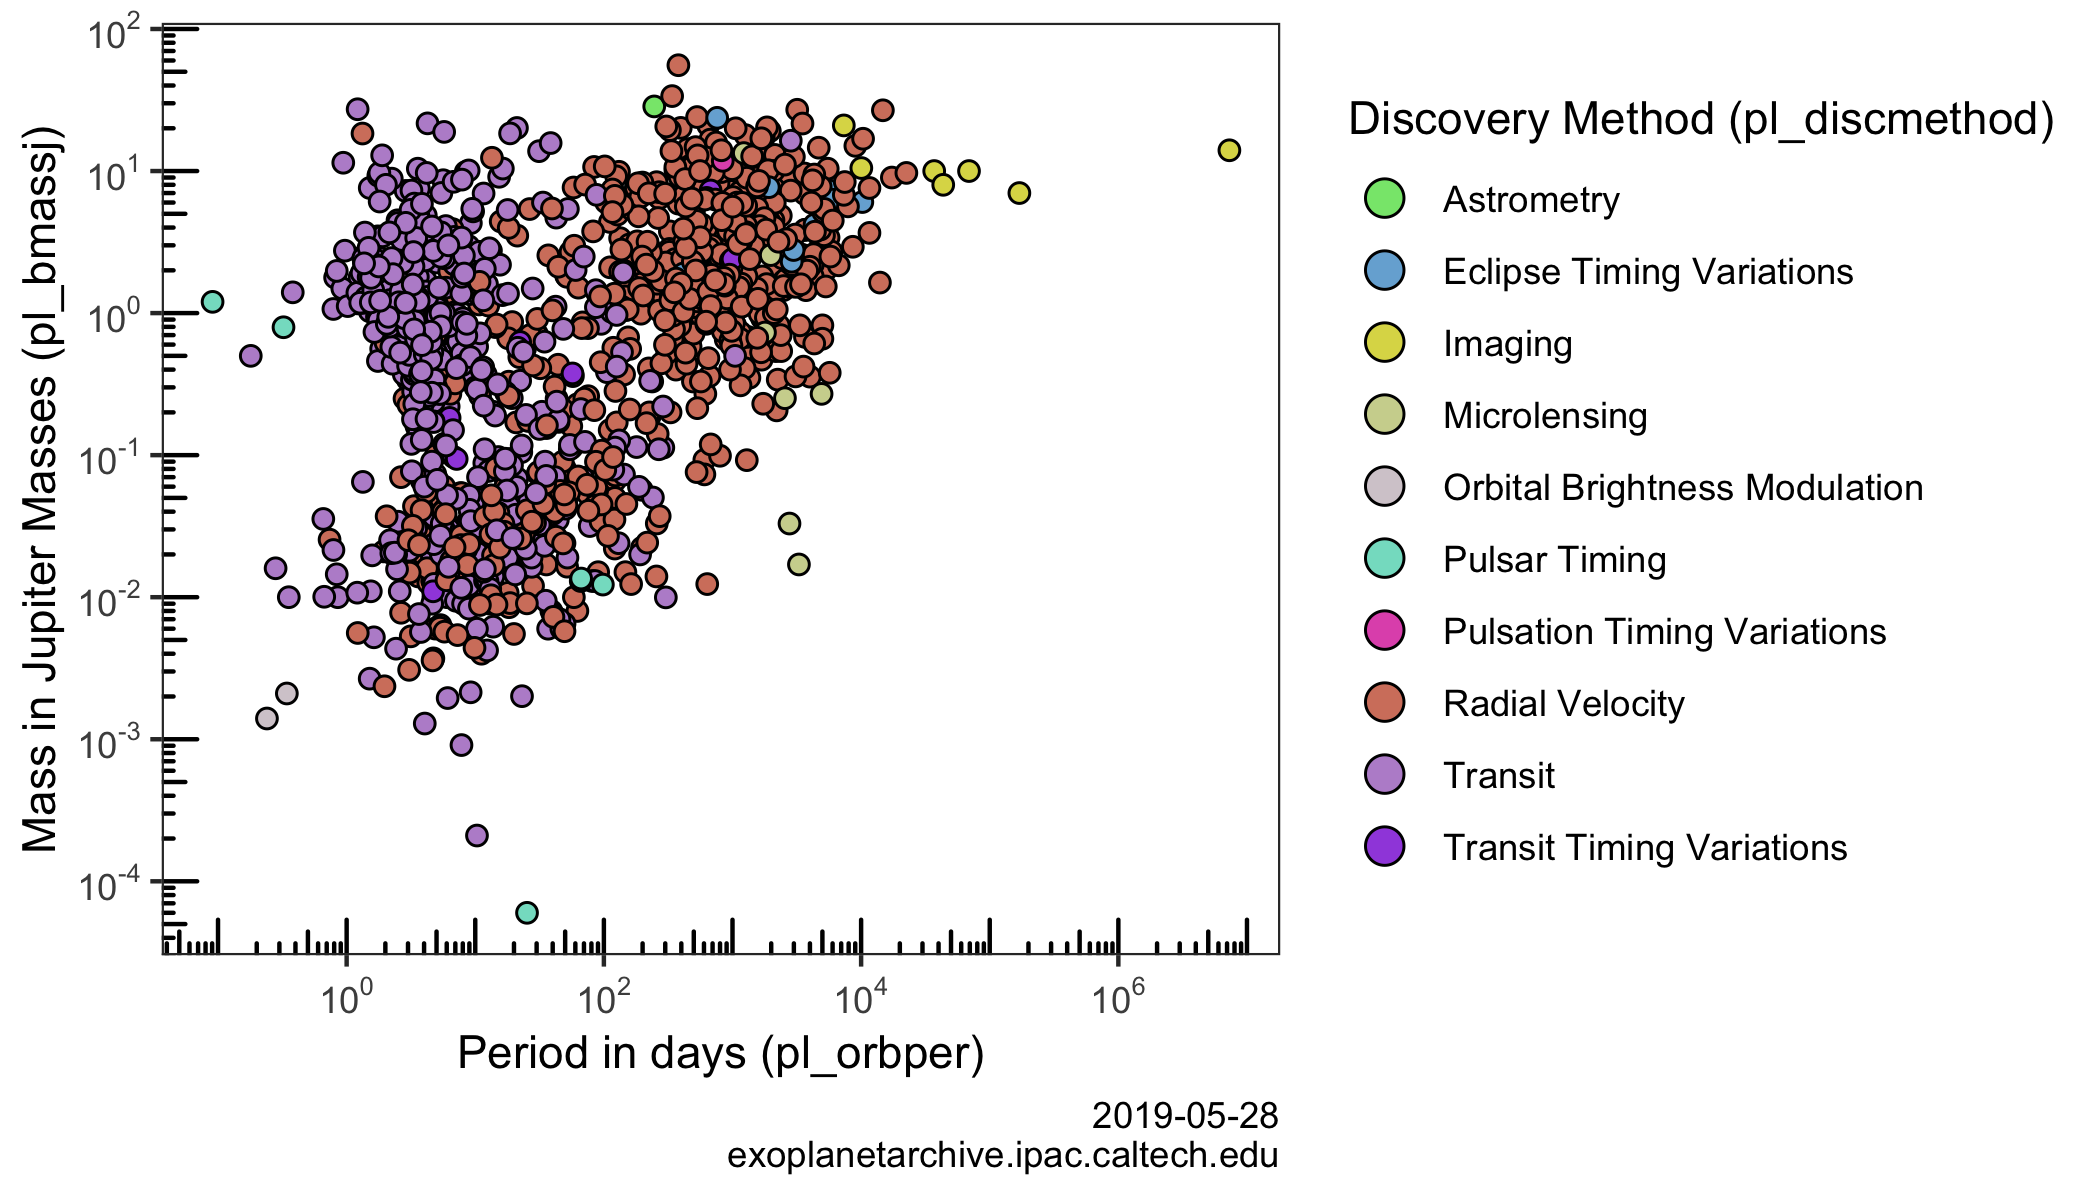 10²
10¹
10⁰
10⁻¹
10⁻²
10⁻³
10⁻⁴
Mass in Jupiter Masses (pl_bmassj)
10⁰ 10² 10⁴ 10⁶
Period in days (pl_orbper)
Discovery Method (pl_discmethod)
Astrometry
Eclipse Timing Variations
Imaging
Microlensing
Orbital Brightness Modulation
Pulsar Timing
Pulsation Timing Variations
Radial Velocity
Transit
Transit Timing Variations
2019-05-28
exoplanetarchive.ipac.caltech.edu